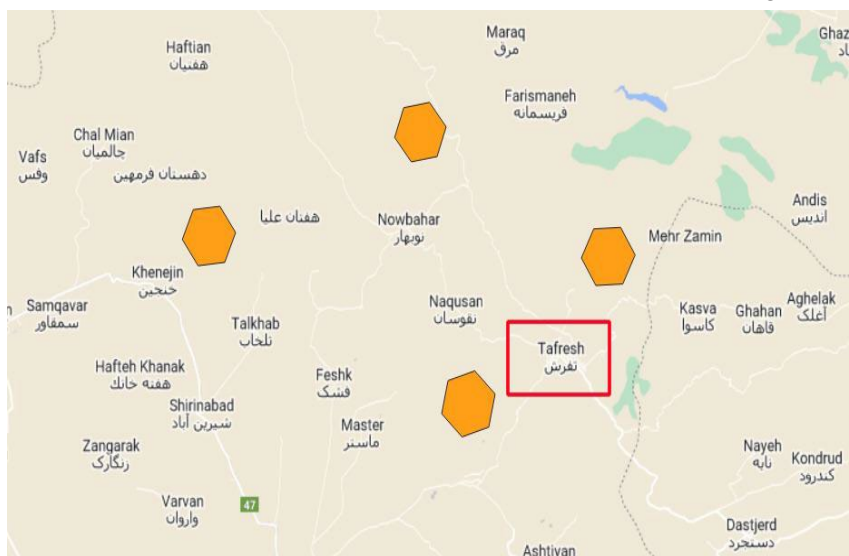 Maraq
مرق
Haftian
هفتیان
Farismaneh
فریسمانه
Chal Mian
چالمیان
Vafs
وفس
دهستان فرمهین
Andis
اندیس
هفتان علیا
Nowbahar
نوبهار
Mehr Zamin
Khenejin
خنجین
Samqavar
سمقاور
Naqusan
نقوسان
Kasva
کاسوا
Ghahan
قاهان
Aghelak
آغلک
Talkhab
تلخاب
Tafresh
تفرش
Hafteh Khanak
هفته خانك
Feshk
فشک
Shirinabad
شیرین آباد
Master
ماستر
Zangarak
زنگارک
Nayeh
نایه
Kondrud
کندرود
Varvan
واروان
47
Dastjerd
دستجرد
Ashtiyan